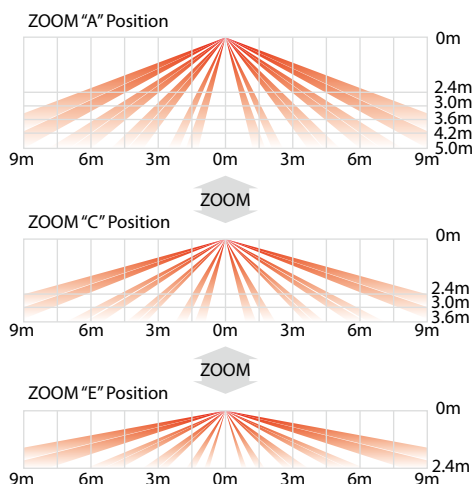 ZOOM “A” Position
0m
2.4m
3.0m
3.6m
4.2m
5.0m
9m 6m 3m 0m 3m 6m 9m
ZOOM
ZOOM “C” Position
0m
2.4m
3.0m
3.6m
9m 6m 3m 0m 3m 6m 9m
ZOOM
ZOOM “E” Position
0m
2.4m
9m 6m 3m 0m 3m 6m 9m